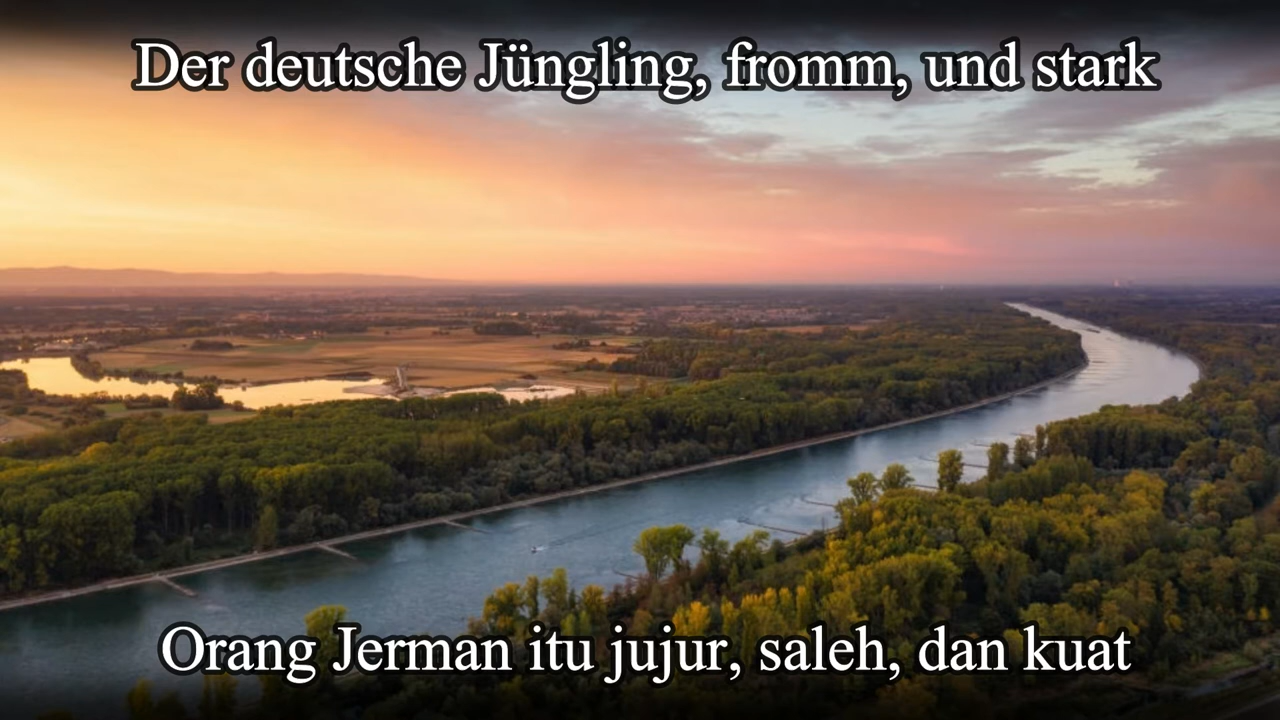 Der deutsche Jüngling, fromm, und stark
Orang Jerman itu jujur, saleh, dan kuat